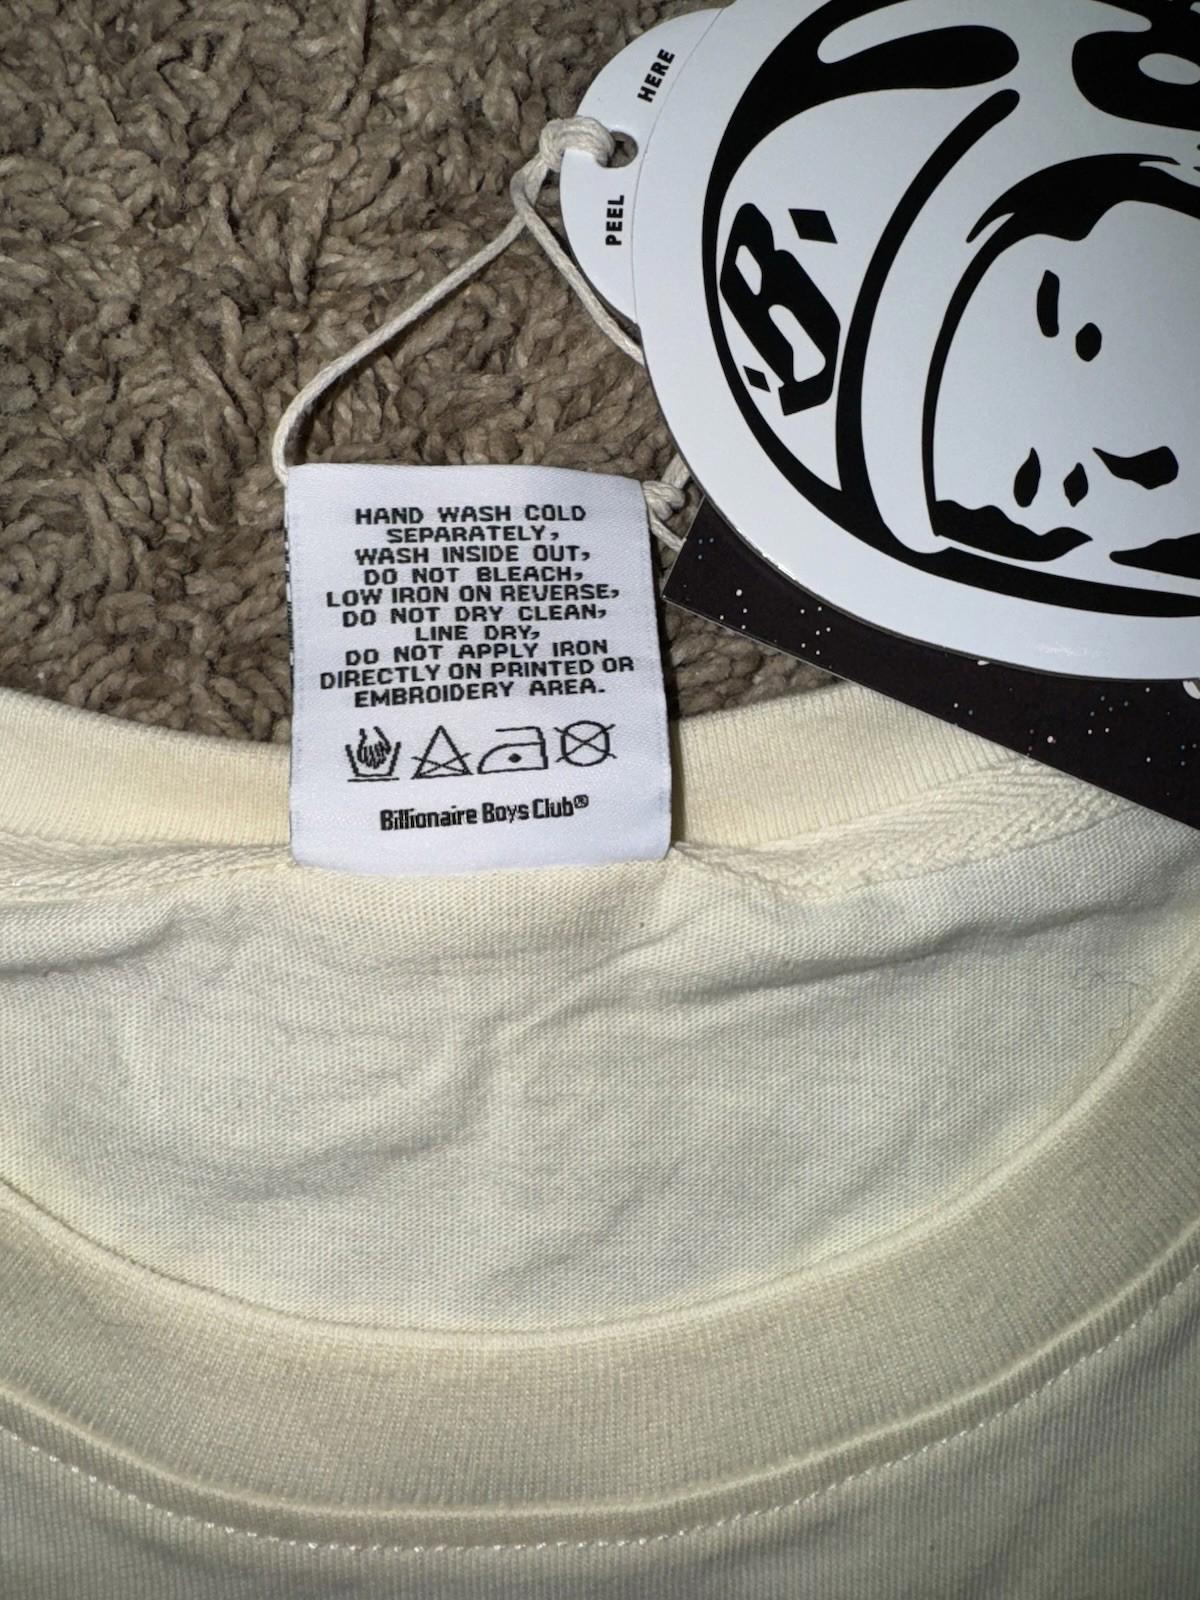 HERE
PEEL
B
HAND WASH COLD
SEPARATELY,
WASH INSIDE OUT,
DO NOT BLEACH,
LOW IRON ON REVERSE,
DO NOT DRY CLEAN,
LINE DRY,
DO NOT APPLY IRON
DIRECTLY ON PRINTED OR
EMBROIDERY AREA.
Billionaire Boys Club®